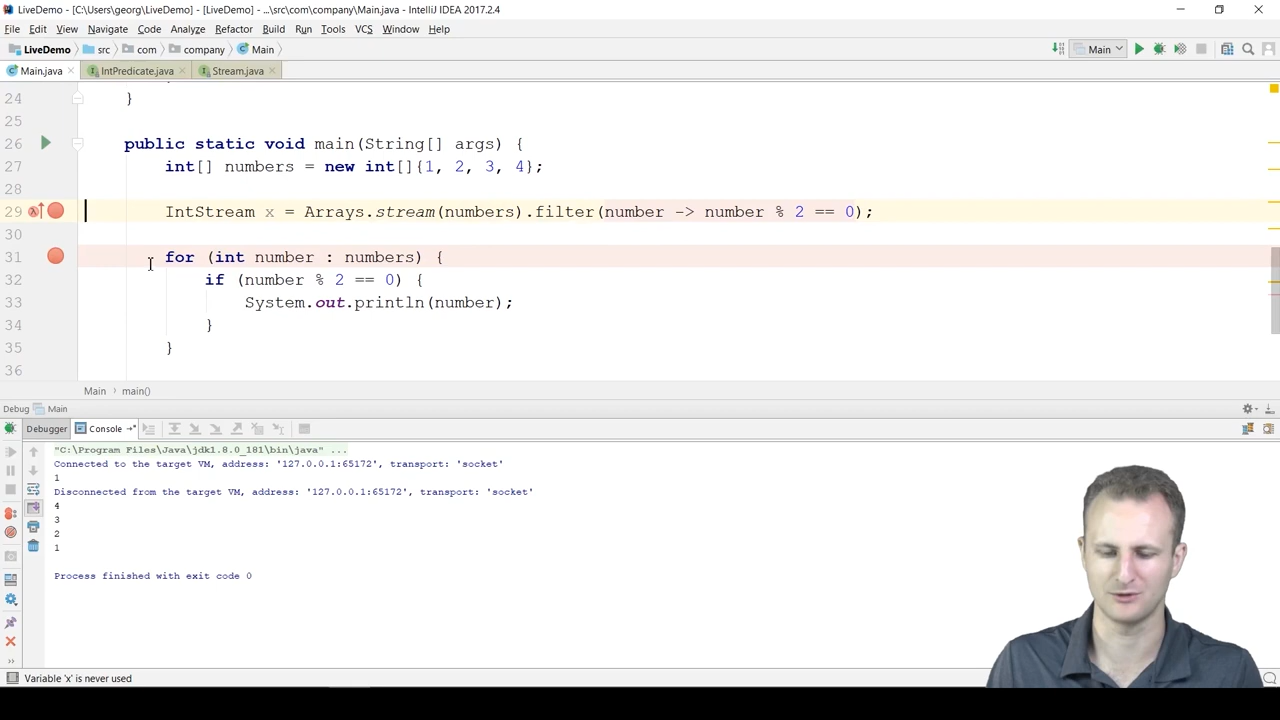 LiveDemo - [C:\Users\georg\LiveDemo] - [LiveDemo] - ...\src\com\company\Main.java - IntelliJ IDEA 2017.2.4
File Edit View Navigate Code Analyze Refactor Build Run Tools VCS Window Help
LiveDemo src com company Main Main
Main.java IntPredicate.java Stream.java
24 }
25
26 public static void main(String[] args) {
27 int[] numbers = new int[]{1, 2, 3, 4};
28
29 IntStream x = Arrays.stream(numbers).filter(number -> number % 2 == 0);
30
31 for (int number : numbers) {
32 if (number % 2 == 0) {
33 System.out.println(number);
34 }
35 }
36
Main main()
Debug Main
Debugger Console
"C:\Program Files\Java\jdk1.8.0_181\bin\java" ...
Connected to the target VM, address: '127.0.0.1:65172', transport: 'socket'
1
Disconnected from the target VM, address: '127.0.0.1:65172', transport: 'socket'
4
3
2
1
Process finished with exit code 0
Variable 'x' is never used